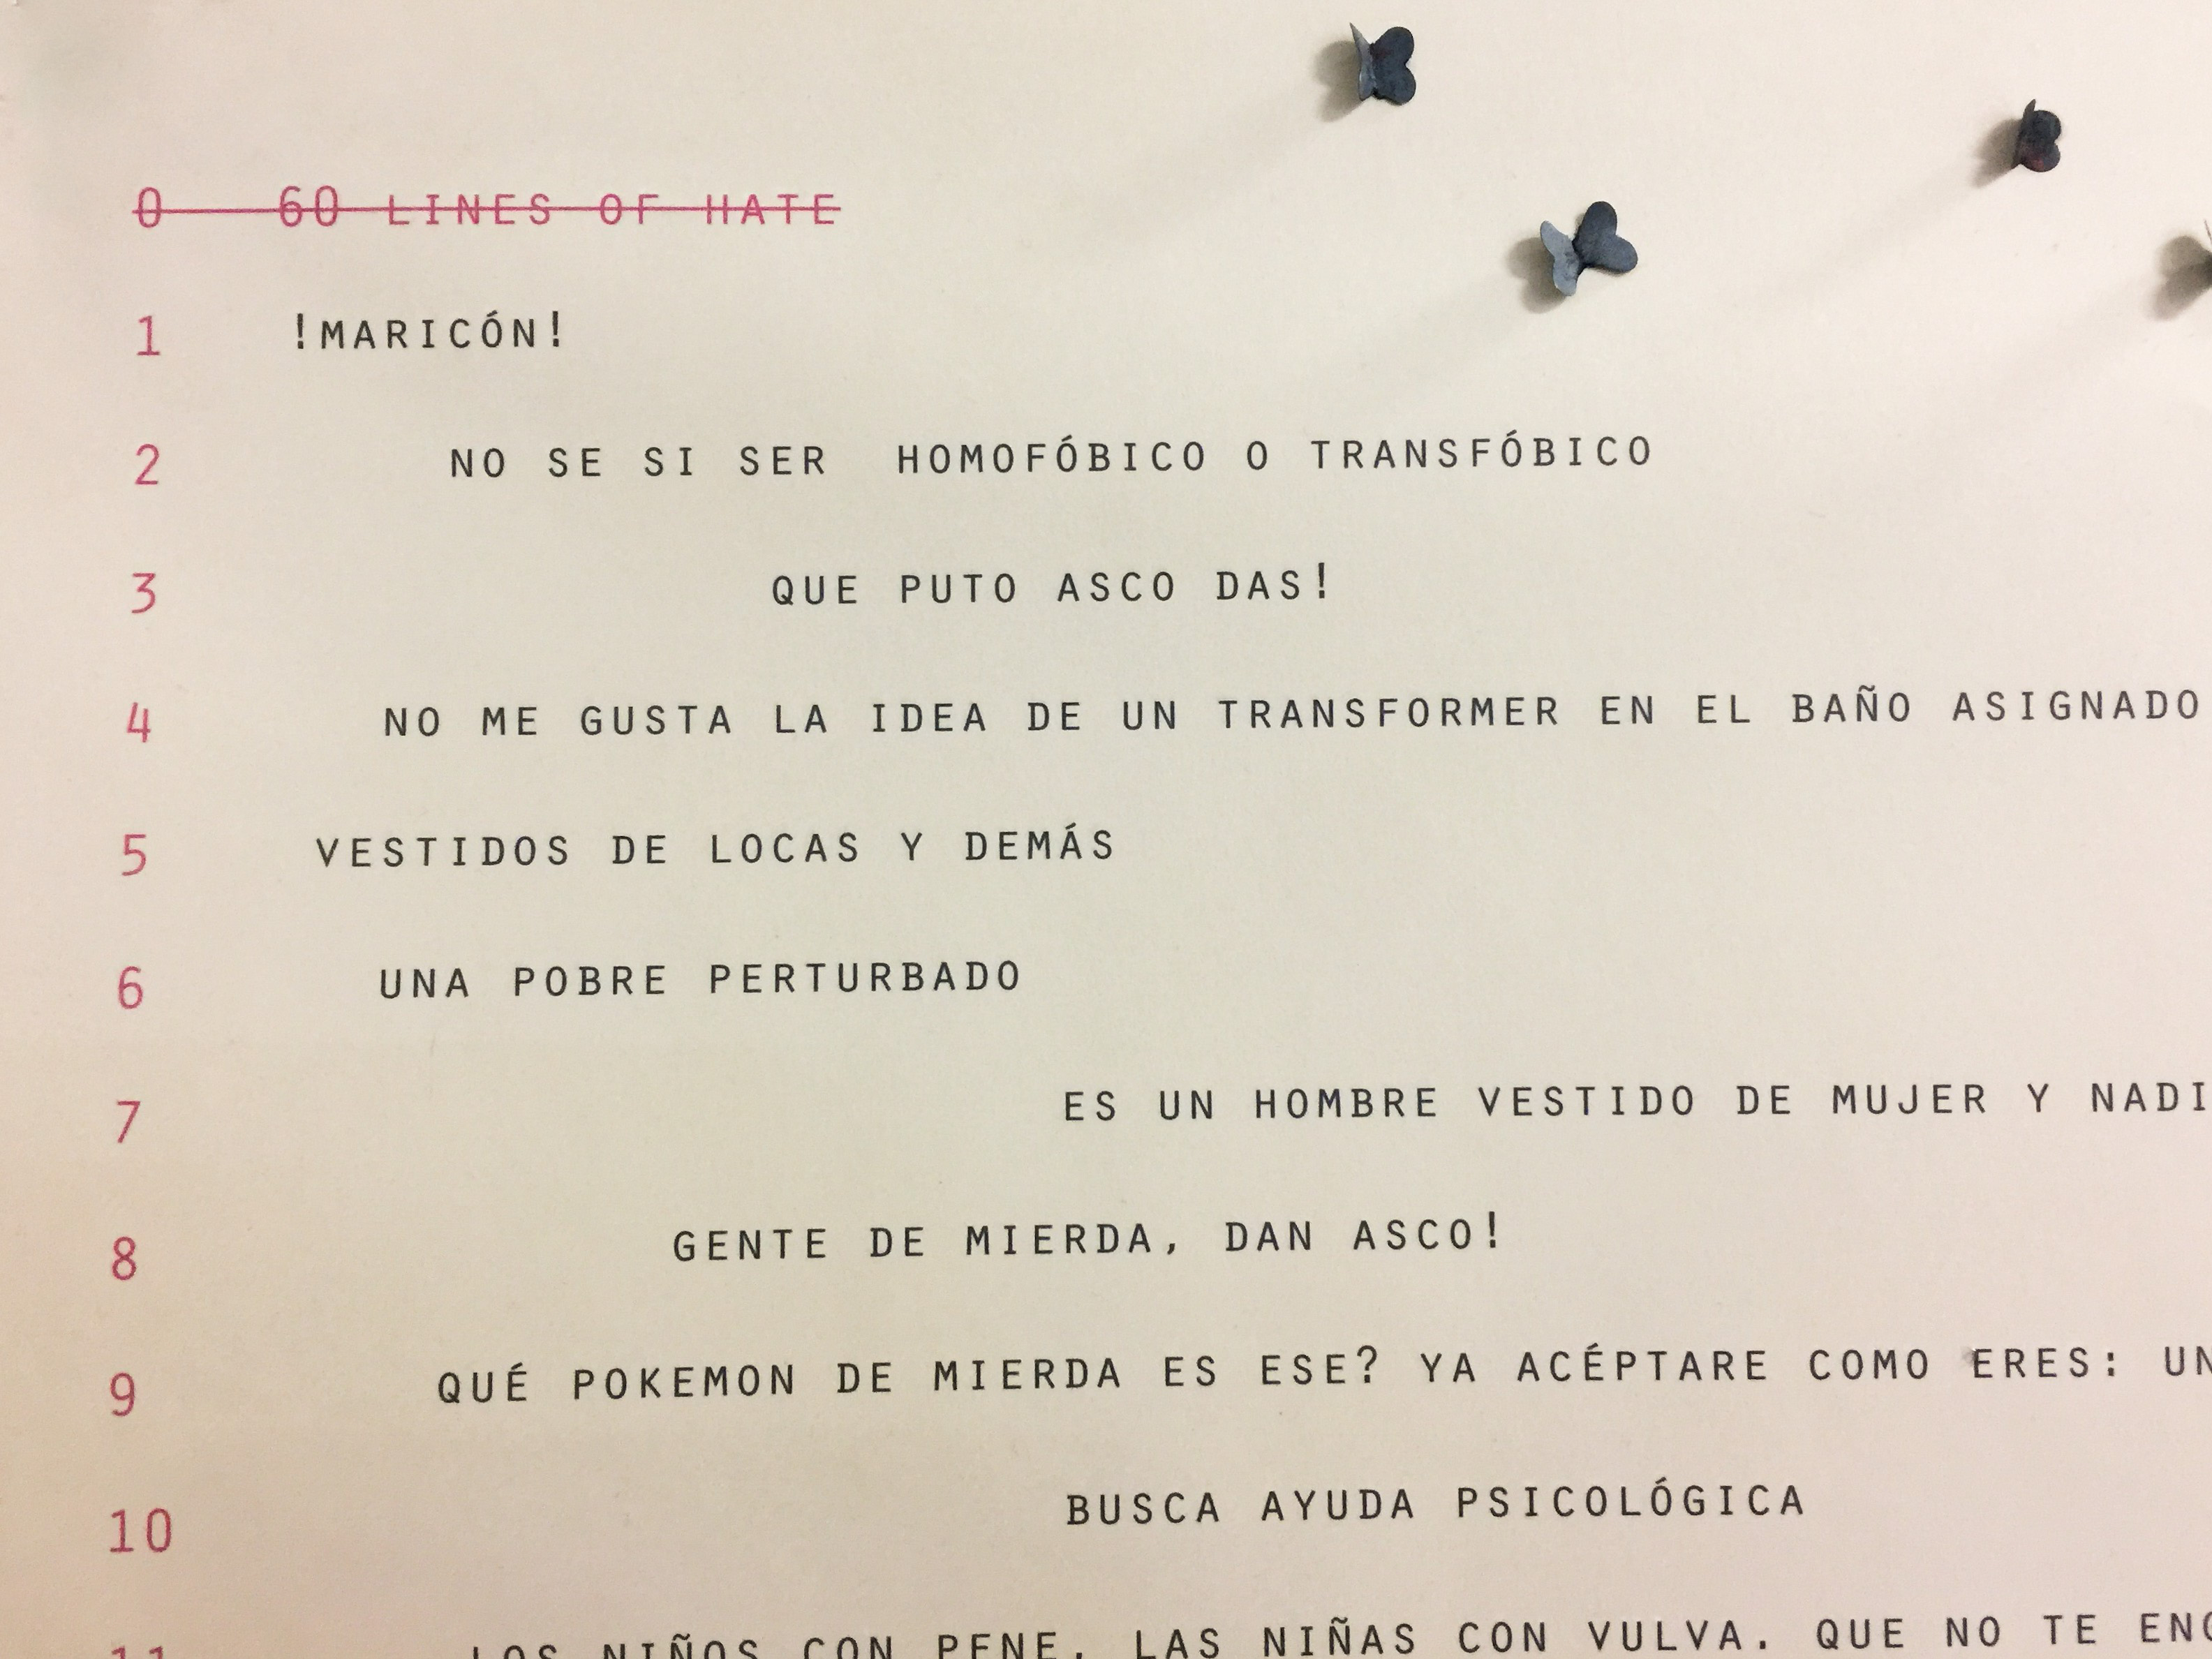 0 60 LINES OF HATE
1 !MARICÓN!
2 NO SE SI SER HOMOFÓBICO O TRANSFÓBICO
3 QUE PUTO ASCO DAS!
4 NO ME GUSTA LA IDEA DE UN TRANSFORMER EN EL BAÑO ASIGNADO
5 VESTIDOS DE LOCAS Y DEMÁS
6 UNA POBRE PERTURBADO
7 ES UN HOMBRE VESTIDO DE MUJER Y NADI
8 GENTE DE MIERDA, DAN ASCO!
9 QUÉ POKEMON DE MIERDA ES ESE? YA ACÉPTARE COMO ERES: UN
10 BUSCA AYUDA PSICOLÓGICA
11 LOS NIÑOS CON PENE, LAS NIÑAS CON VULVA. QUE NO TE